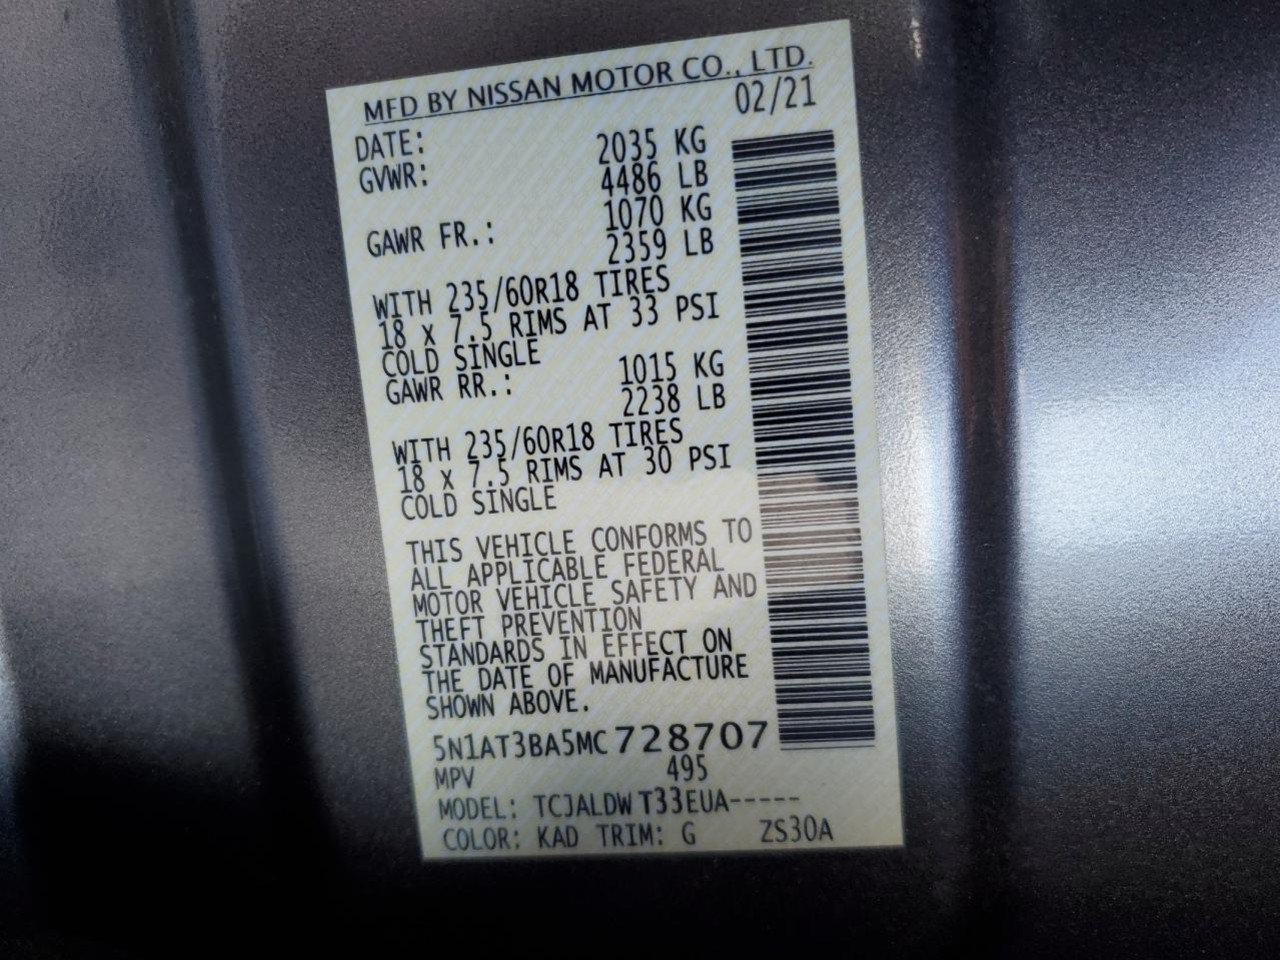 MFD BY NISSAN MOTOR CO., LTD.
DATE: 02/21
GVWR: 2035 KG
4486 LB
GAWR FR.: 1070 KG
2359 LB
WITH 235/60R18 TIRES
18 X 7.5 RIMS AT 33 PSI
COLD SINGLE
GAWR RR.: 1015 KG
2238 LB
WITH 235/60R18 TIRES
18 X 7.5 RIMS AT 30 PSI
COLD SINGLE
THIS VEHICLE CONFORMS TO
ALL APPLICABLE FEDERAL
MOTOR VEHICLE SAFETY AND
THEFT PREVENTION
STANDARDS IN EFFECT ON
THE DATE OF MANUFACTURE
SHOWN ABOVE.
5N1AT3BA5MC728707
MPV 495
MODEL: TCJALDW T33EUA-----
COLOR: KAD TRIM: G ZS30A